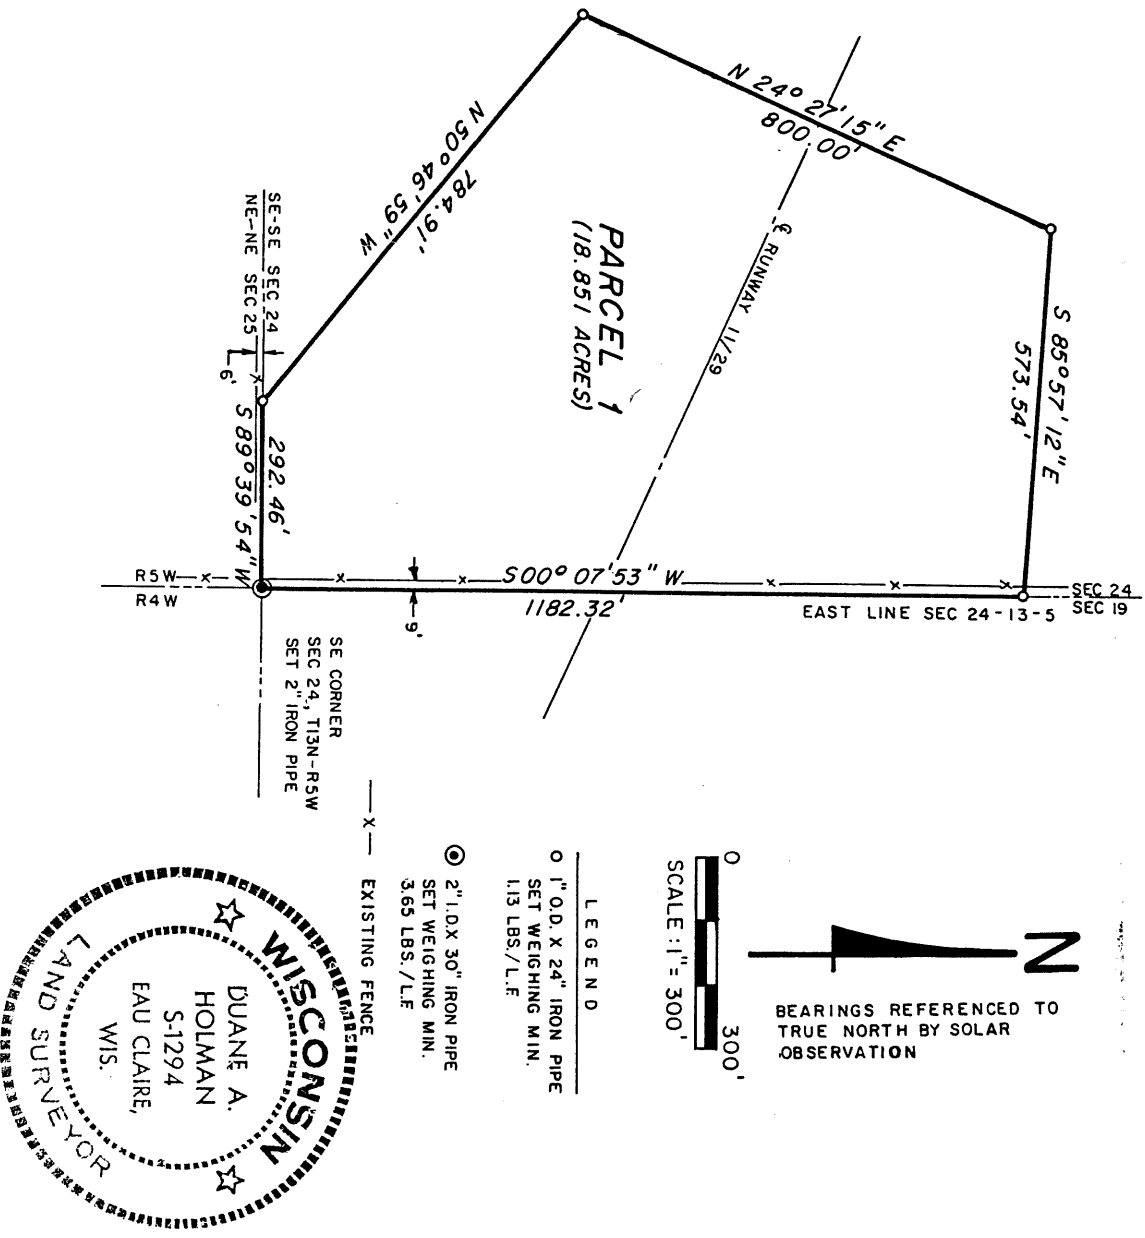 N 24° 27' 15" E
800.00'
S 85° 57' 12" E
573.54'
N 50° 46' 59" W
784.91'
℄ RUNWAY 11/29
PARCEL 1
(18.851 ACRES)
SE-SE SEC 24
NE-NE SEC 25
6'
292.46'
S 89° 39' 54" W
R5W
R4W
S00° 07' 53" W
1182.32'
9'
EAST LINE SEC 24-13-5
SEC 24
SEC 19
SE CORNER
SEC 24, T13N-R5W
SET 2" IRON PIPE
N
BEARINGS REFERENCED TO
TRUE NORTH BY SOLAR
OBSERVATION
0 300'
SCALE: 1" = 300'
LEGEND
O 1" O.D. X 24" IRON PIPE
SET WEIGHING MIN.
1.13 LBS./L.F.
2" I.D.X 30" IRON PIPE
SET WEIGHING MIN.
3.65 LBS./L.F.
—X— EXISTING FENCE
WISCONSIN
DUANE A.
HOLMAN
S-1294
EAU CLAIRE,
WIS.
LAND SURVEYOR